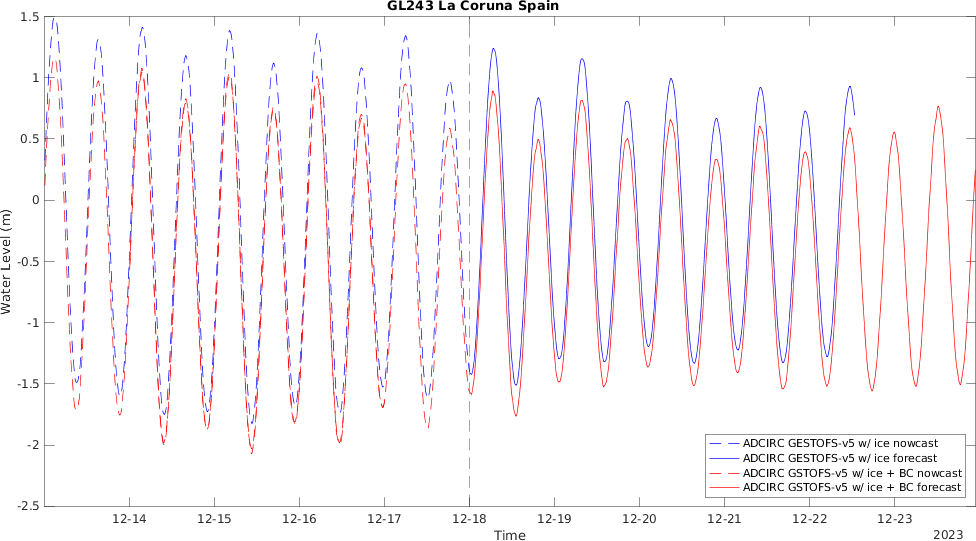 GL243 La Coruna Spain
1.5
1
0.5
0
-0.5
-1
-1.5
-2
-2.5
Water Level (m)
12-14
12-15
12-16
12-17
12-18
12-19
12-20
12-21
12-22
12-23
Time
2023
ADCIRC GESTOFS-v5 w/ ice nowcast
ADCIRC GESTOFS-v5 w/ ice forecast
ADCIRC GSTOFS-v5 w/ ice + BC nowcast
ADCIRC GSTOFS-v5 w/ ice + BC forecast